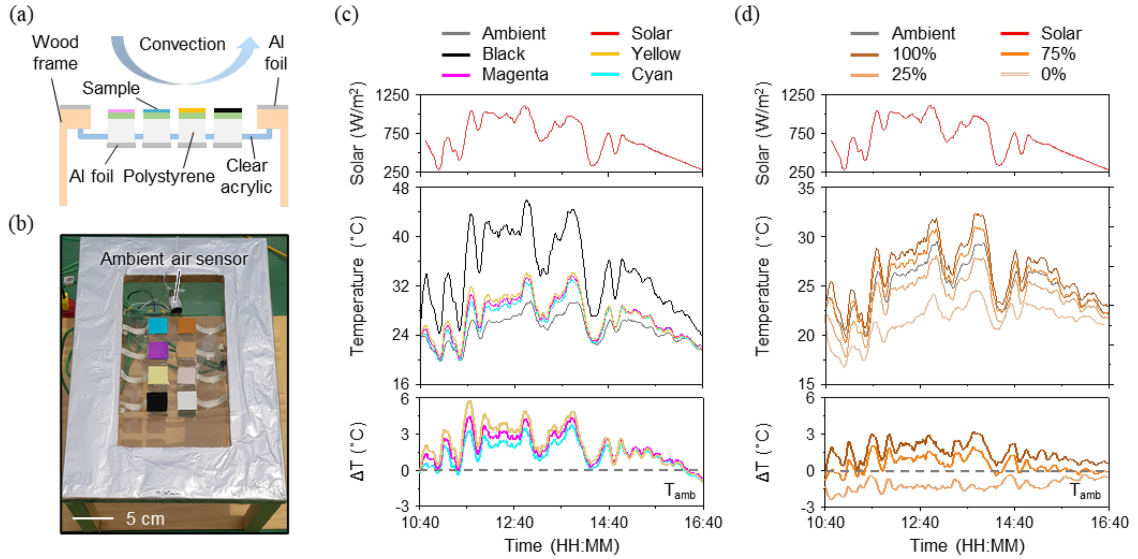 (a)
Wood frame
Convection
Al foil
Sample
Al foil
Polystyrene
Clear acrylic
(b)
Ambient air sensor
5 cm
(c)
Ambient
Solar
Black
Yellow
Magenta
Cyan
Solar (W/m²)
1250
750
250
Temperature (°C)
48
40
32
24
16
ΔT (°C)
6
3
0
-3
T_amb
10:40 12:40 14:40 16:40
Time (HH:MM)
(d)
Ambient
Solar
100%
75%
25%
0%
Solar (W/m²)
1250
750
250
Temperature (°C)
35
30
25
20
15
ΔT (°C)
6
3
0
-3
T_amb
10:40 12:40 14:40 16:40
Time (HH:MM)